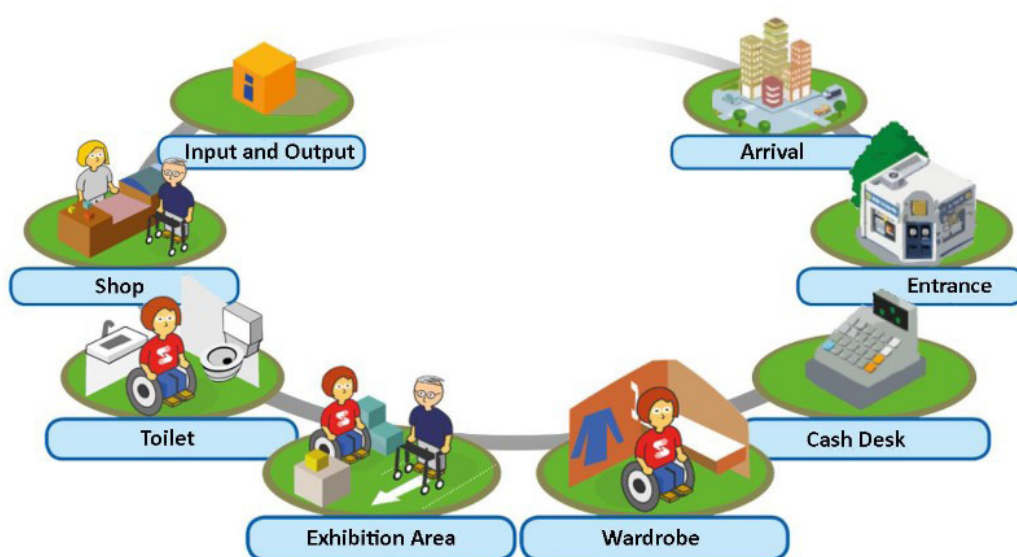 Input and Output
Arrival
Shop
Entrance
Toilet
Cash Desk
Exhibition Area
Wardrobe